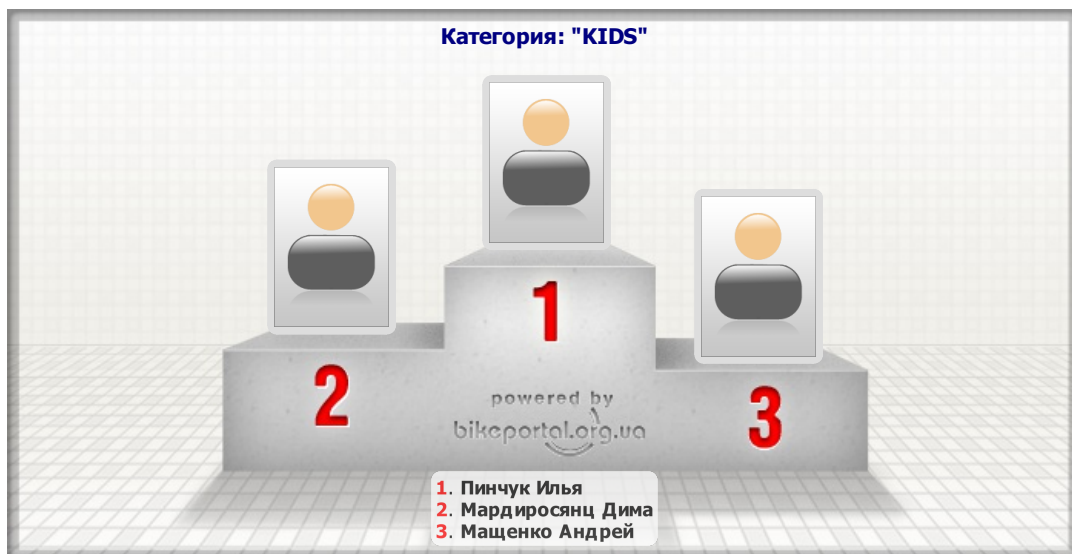 Категория: "KIDS"
1
2
3
powered by
bikeportal.org.ua
1. Пинчук Илья
2. Мардиросянц Дима
3. Мащенко Андрей